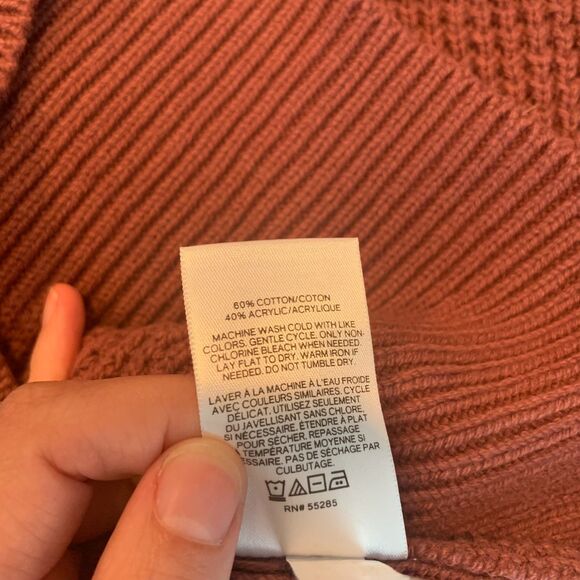 60% COTTON/COTON
40% ACRYLIC/ACRYLIQUE
MACHINE WASH COLD WITH LIKE
COLORS. GENTLE CYCLE. ONLY NON-
CHLORINE BLEACH WHEN NEEDED.
LAY FLAT TO DRY. WARM IRON IF
NEEDED. DO NOT TUMBLE DRY.
LAVER À LA MACHINE À L'EAU FROIDE
AVEC COULEURS SIMILAIRES. CYCLE
DÉLICAT. UTILISEZ SEULEMENT
DU JAVELLISANT SANS CHLORE,
SI NÉCESSAIRE. ÉTENDRE À PLAT
POUR SÉCHER. REPASSAGE
TEMPÉRATURE MOYENNE SI
ESSAIRE. PAS DE SÉCHAGE PAR
CULBUTAGE.
RN# 55285